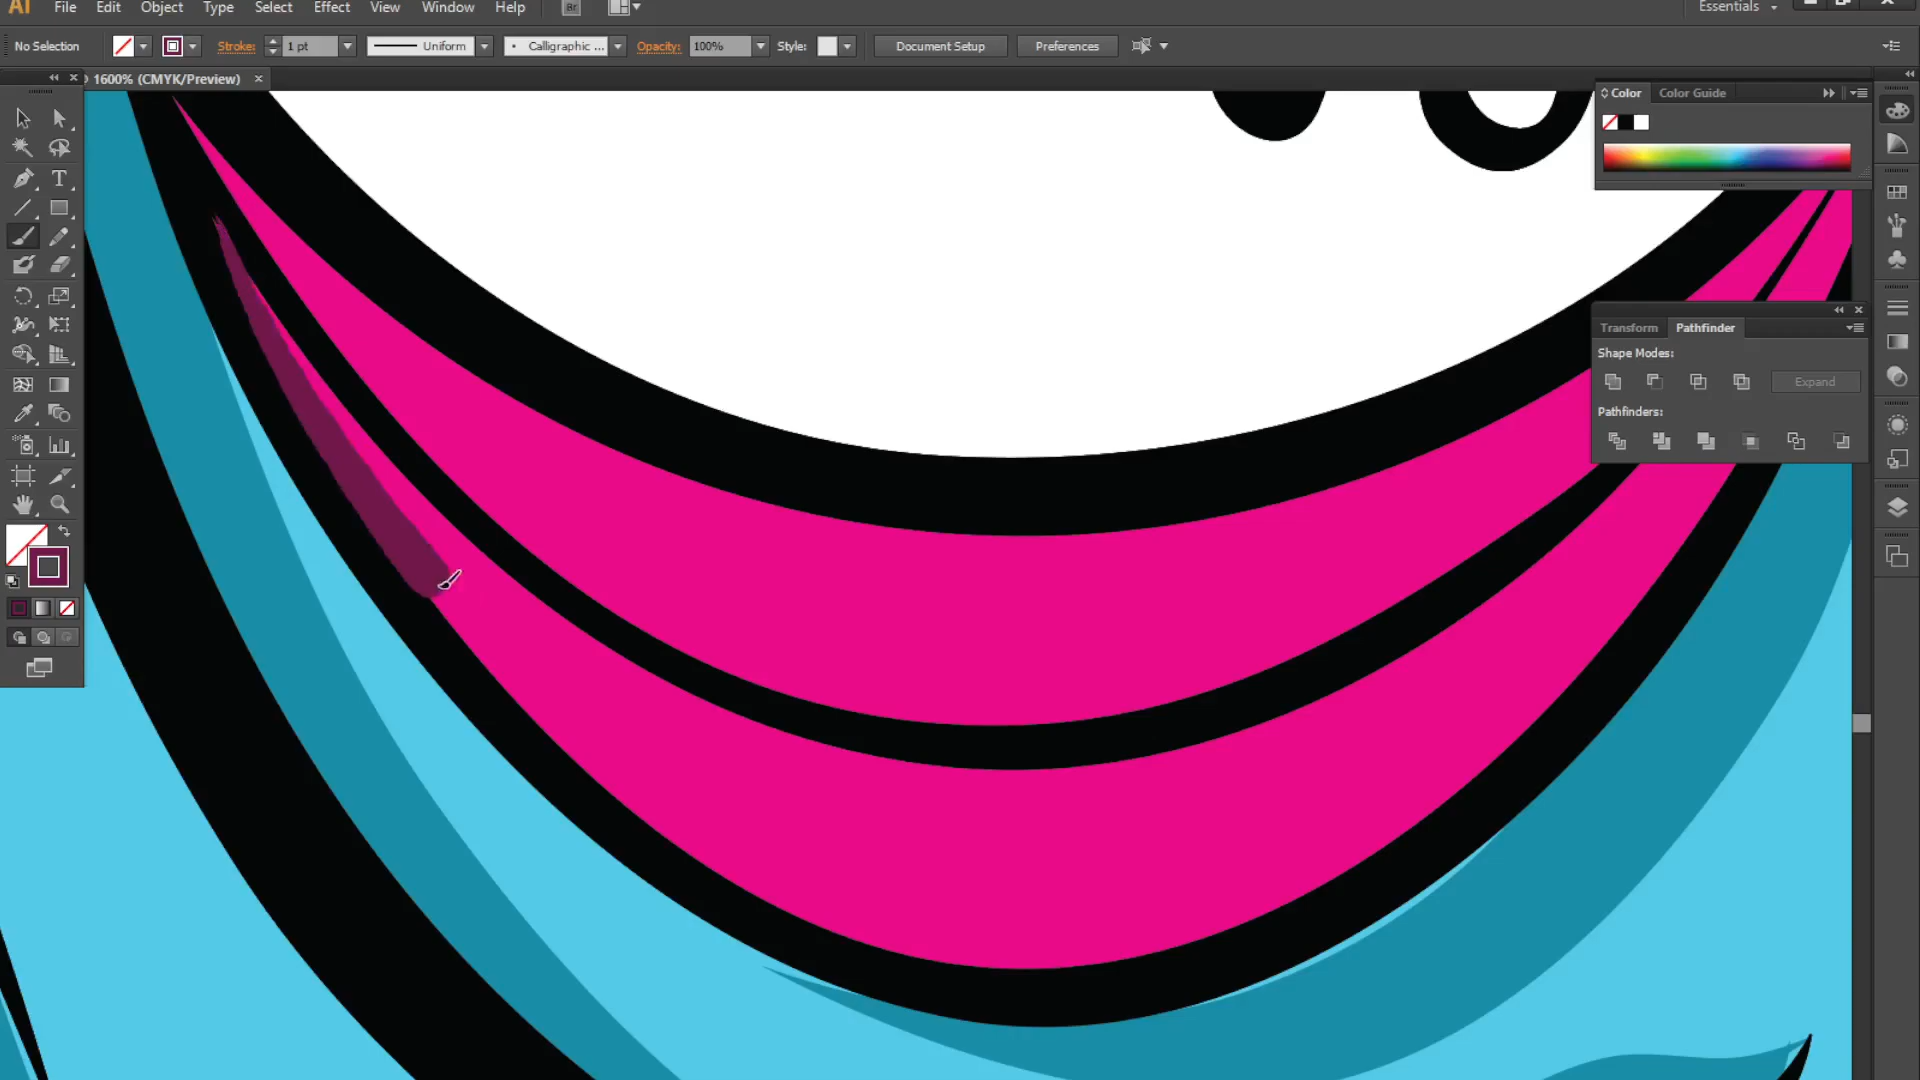 Ai File Edit Object Type Select Effect View Window Help Br Essentials
No Selection Stroke: 1 pt Uniform Calligraphic ... Opacity: 100% Style: Document Setup Preferences
1600% (CMYK/Preview)
Color Color Guide
Transform Pathfinder
Shape Modes:
Expand
Pathfinders: